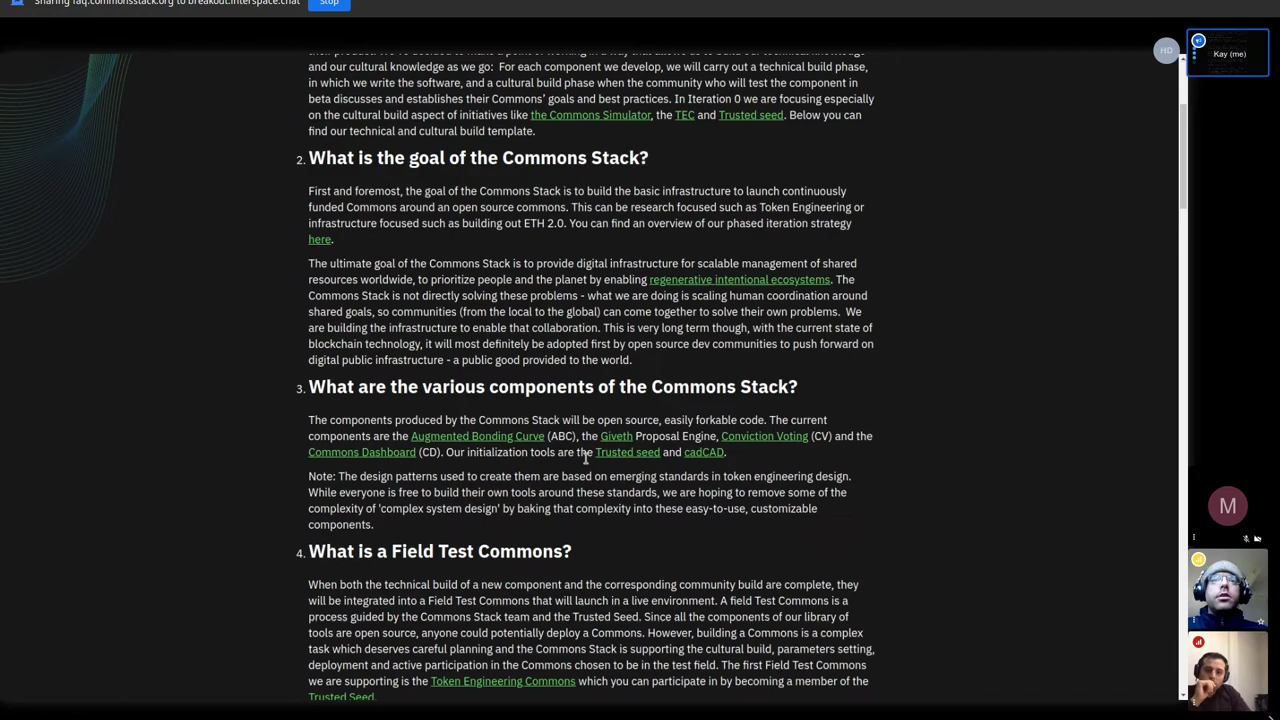 Sharing faq.commonsstack.org to breakout.interspace.chat
Stop
HD
Kay (me)
and our cultural knowledge as we go:  For each component we develop, we will carry out a technical build phase,
in which we write the software, and a cultural build phase when the community who will test the component in
beta discusses and establishes their Commons' goals and best practices. In Iteration 0 we are focusing especially
on the cultural build aspect of initiatives like the Commons Simulator, the TEC and Trusted seed. Below you can
find our technical and cultural build template.
2. What is the goal of the Commons Stack?
First and foremost, the goal of the Commons Stack is to build the basic infrastructure to launch continuously
funded Commons around an open source commons. This can be research focused such as Token Engineering or
infrastructure focused such as building out ETH 2.0. You can find an overview of our phased iteration strategy
here.
The ultimate goal of the Commons Stack is to provide digital infrastructure for scalable management of shared
resources worldwide, to prioritize people and the planet by enabling regenerative intentional ecosystems. The
Commons Stack is not directly solving these problems - what we are doing is scaling human coordination around
shared goals, so communities (from the local to the global) can come together to solve their own problems.  We
are building the infrastructure to enable that collaboration. This is very long term though, with the current state of
blockchain technology, it will most definitely be adopted first by open source dev communities to push forward on
digital public infrastructure - a public good provided to the world.
3. What are the various components of the Commons Stack?
The components produced by the Commons Stack will be open source, easily forkable code. The current
components are the Augmented Bonding Curve (ABC), the Giveth Proposal Engine, Conviction Voting (CV) and the
Commons Dashboard (CD). Our initialization tools are the Trusted seed and cadCAD.
Note: The design patterns used to create them are based on emerging standards in token engineering design.
While everyone is free to build their own tools around these standards, we are hoping to remove some of the
complexity of 'complex system design' by baking that complexity into these easy-to-use, customizable
components.
M
4. What is a Field Test Commons?
When both the technical build of a new component and the corresponding community build are complete, they
will be integrated into a Field Test Commons that will launch in a live environment. A field Test Commons is a
process guided by the Commons Stack team and the Trusted Seed. Since all the components of our library of
tools are open source, anyone could potentially deploy a Commons. However, building a Commons is a complex
task which deserves careful planning and the Commons Stack is supporting the cultural build, parameters setting,
deployment and active participation in the Commons chosen to be in the test field. The first Field Test Commons
we are supporting is the Token Engineering Commons which you can participate in by becoming a member of the
Trusted Seed.